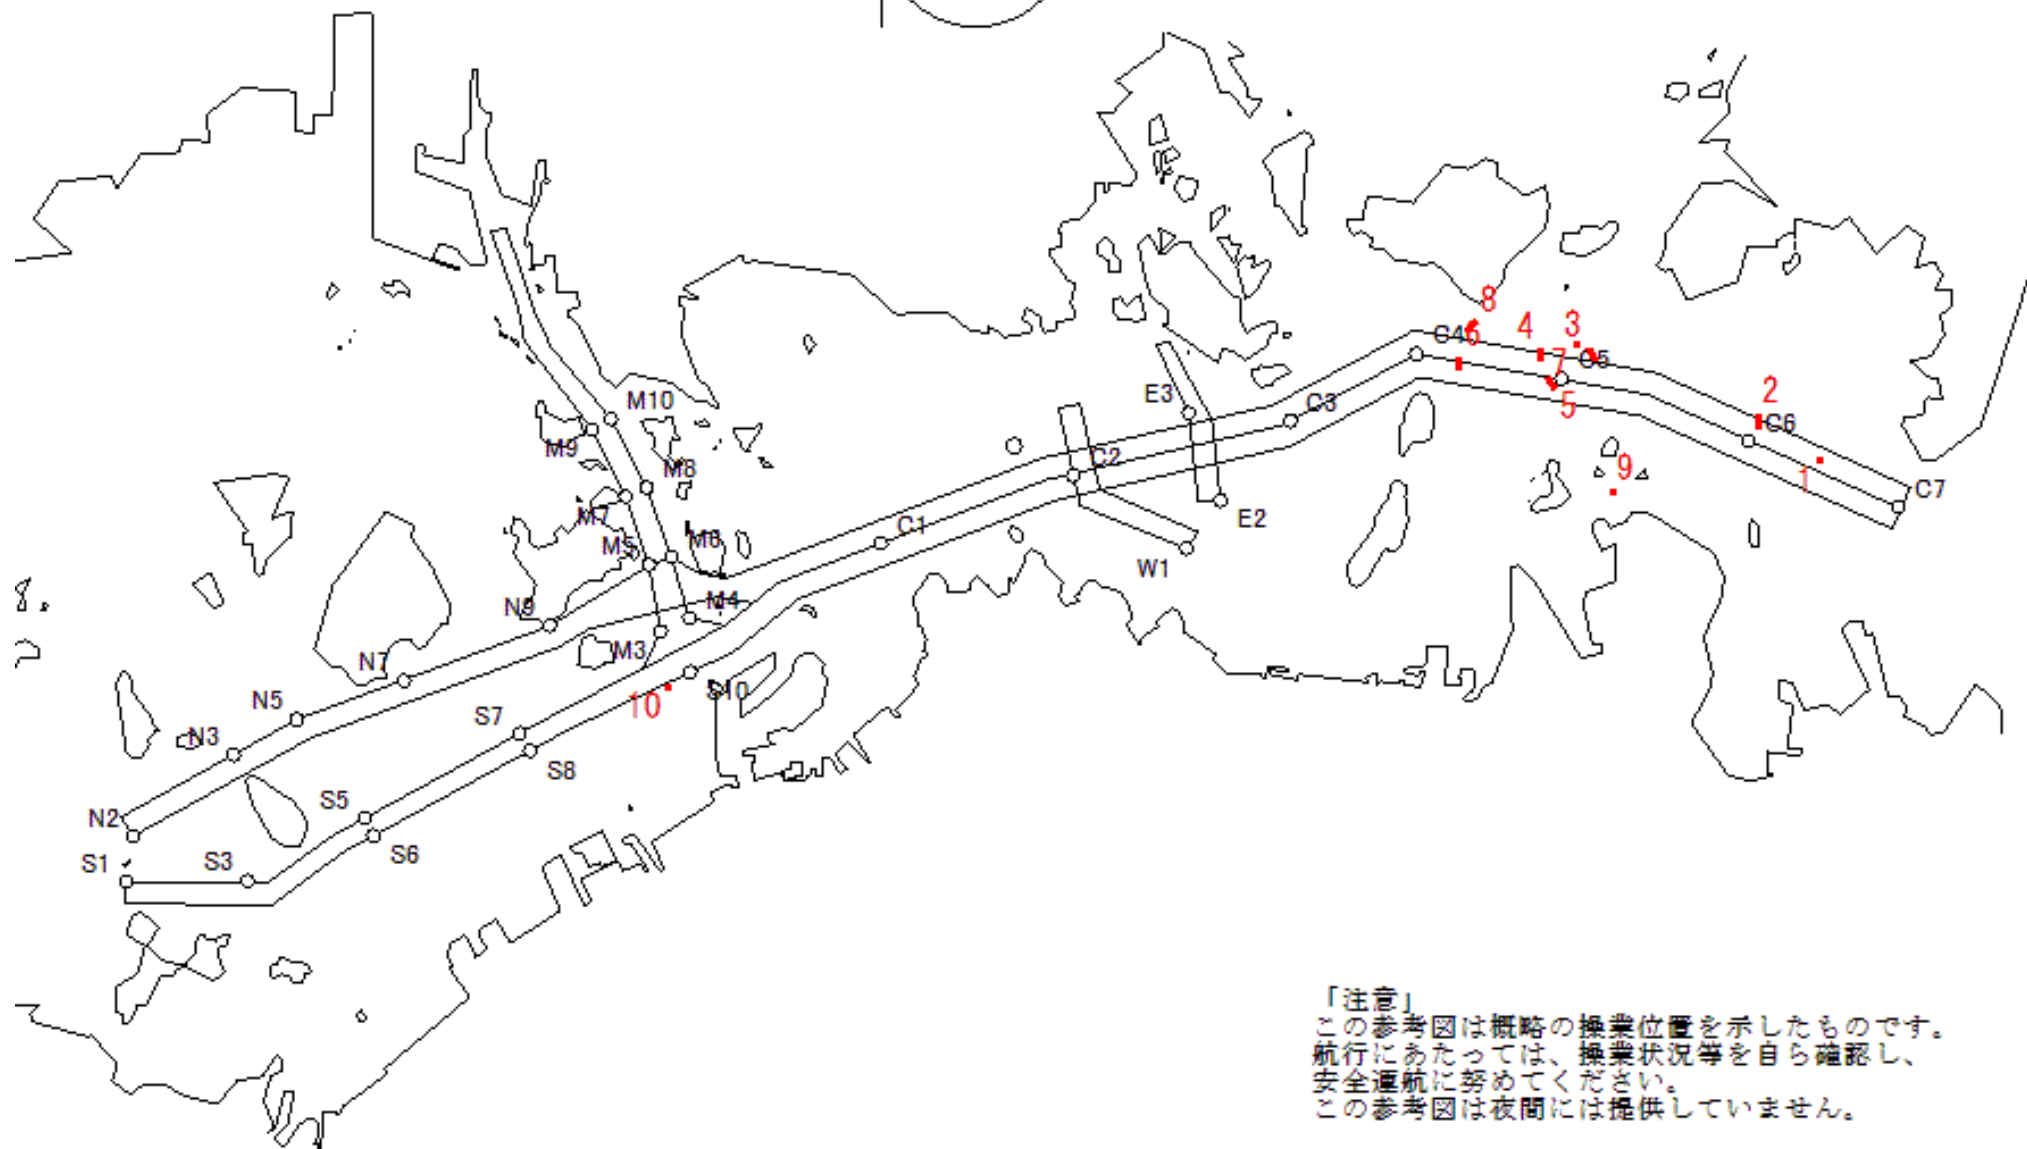 8
4
3
C4
6
7
C5
2
E3
M10
5
C3
C6
M9
C2
M8
9
1
C7
M7
C1
E2
M5
M6
W1
N9
M4
M3
N7
S10
10
N5
S7
N3
S8
S5
N2
S6
S1
S3
「注意」
この参考図は概略の操業位置を示したものです。
航行にあたっては、操業状況等を自ら確認し、
安全運航に努めてください。
この参考図は夜間には提供していません。